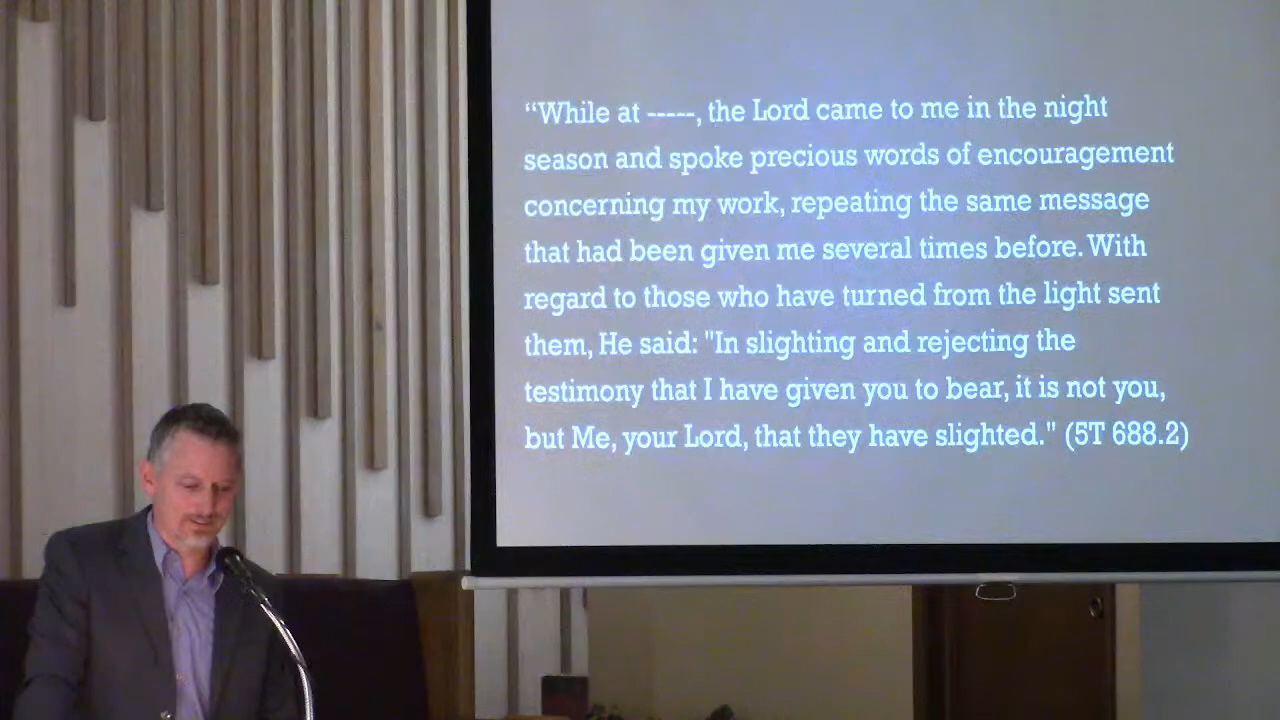 “While at -----, the Lord came to me in the night
season and spoke precious words of encouragement
concerning my work, repeating the same message
that had been given me several times before. With
regard to those who have turned from the light sent
them, He said: "In slighting and rejecting the
testimony that I have given you to bear, it is not you,
but Me, your Lord, that they have slighted." (5T 688.2)